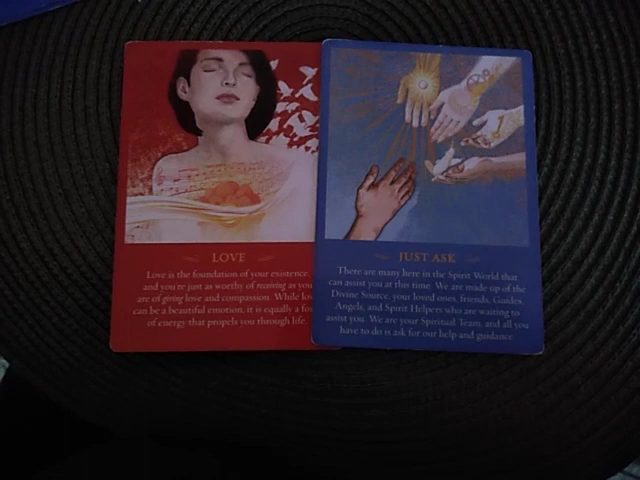 LOVE
Love is the foundation of your existence,
and you're just as worthy of receiving as you
are of giving love and compassion. While lov
can be a beautiful emotion, it is equally a fo
of energy that propels you through life.
JUST ASK
There are many here in the Spirit World that
can assist you at this time. We are made up of the
Divine Source, your loved ones, friends, Guides,
Angels, and Spirit Helpers who are waiting to
assist you. We are your Spiritual Team, and all you
have to do is ask for our help and guidance.